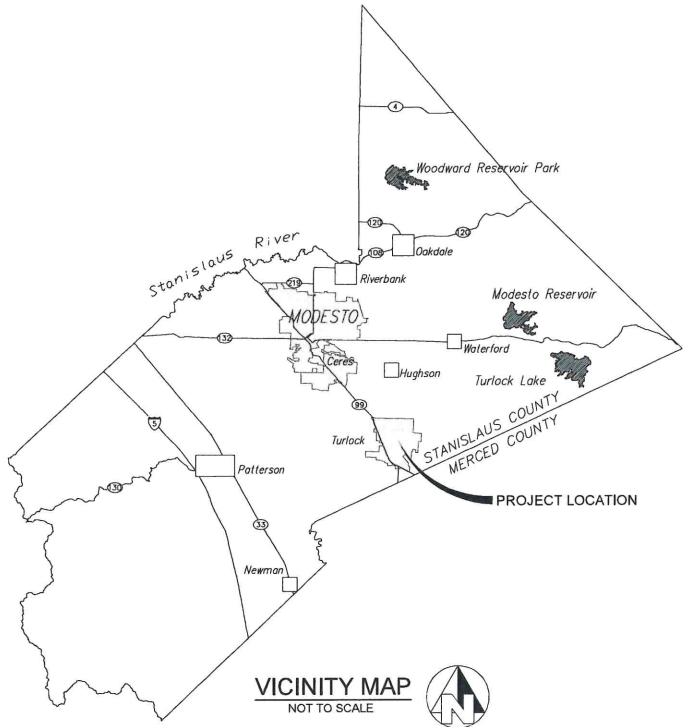 4
Woodward Reservoir Park
120
120
108
Oakdale
Stanislaus River
Riverbank
219
Modesto Reservoir
MODESTO
132
Waterford
Ceres
Hughson
Turlock Lake
99
STANISLAUS COUNTY
MERCED COUNTY
Turlock
5
Patterson
PROJECT LOCATION
130
33
Newman
VICINITY MAP
NOT TO SCALE
N